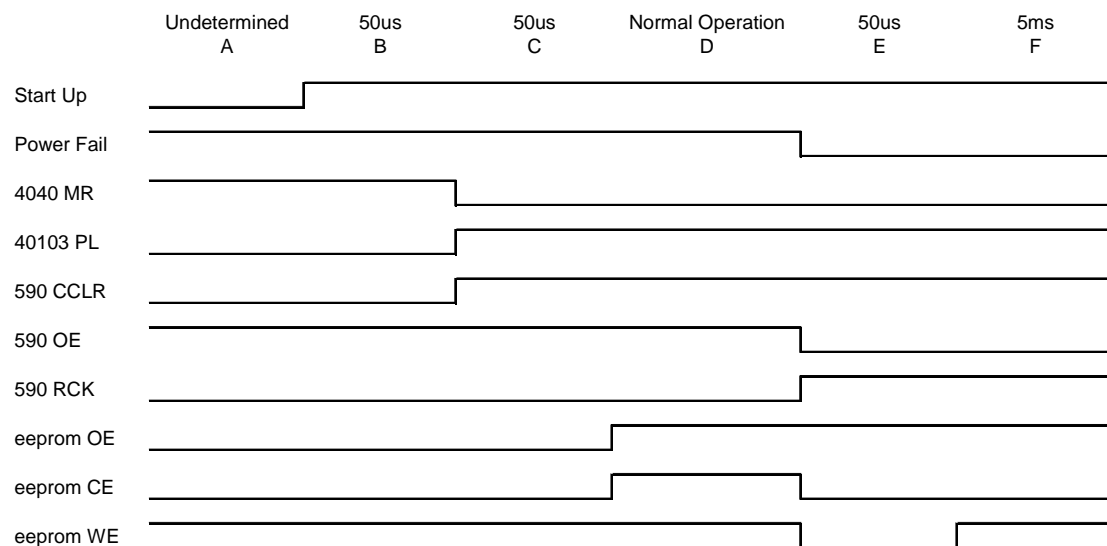 Undetermined 50us 50us Normal Operation 50us 5ms
A B C D E F
Start Up
Power Fail
4040 MR
40103 PL
590 CCLR
590 OE
590 RCK
eeprom OE
eeprom CE
eeprom WE